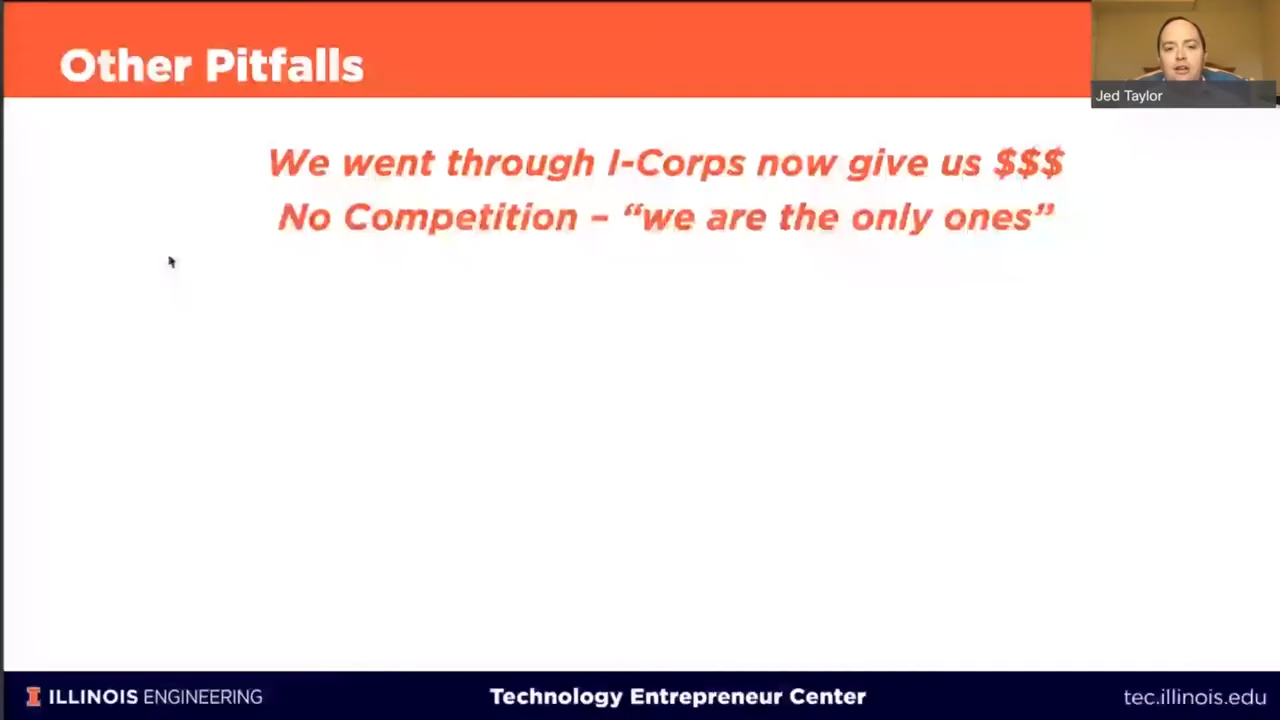 Other Pitfalls
Jed Taylor
We went through I-Corps now give us $$$
No Competition – “we are the only ones”
I ILLINOIS ENGINEERING
Technology Entrepreneur Center
tec.illinois.edu